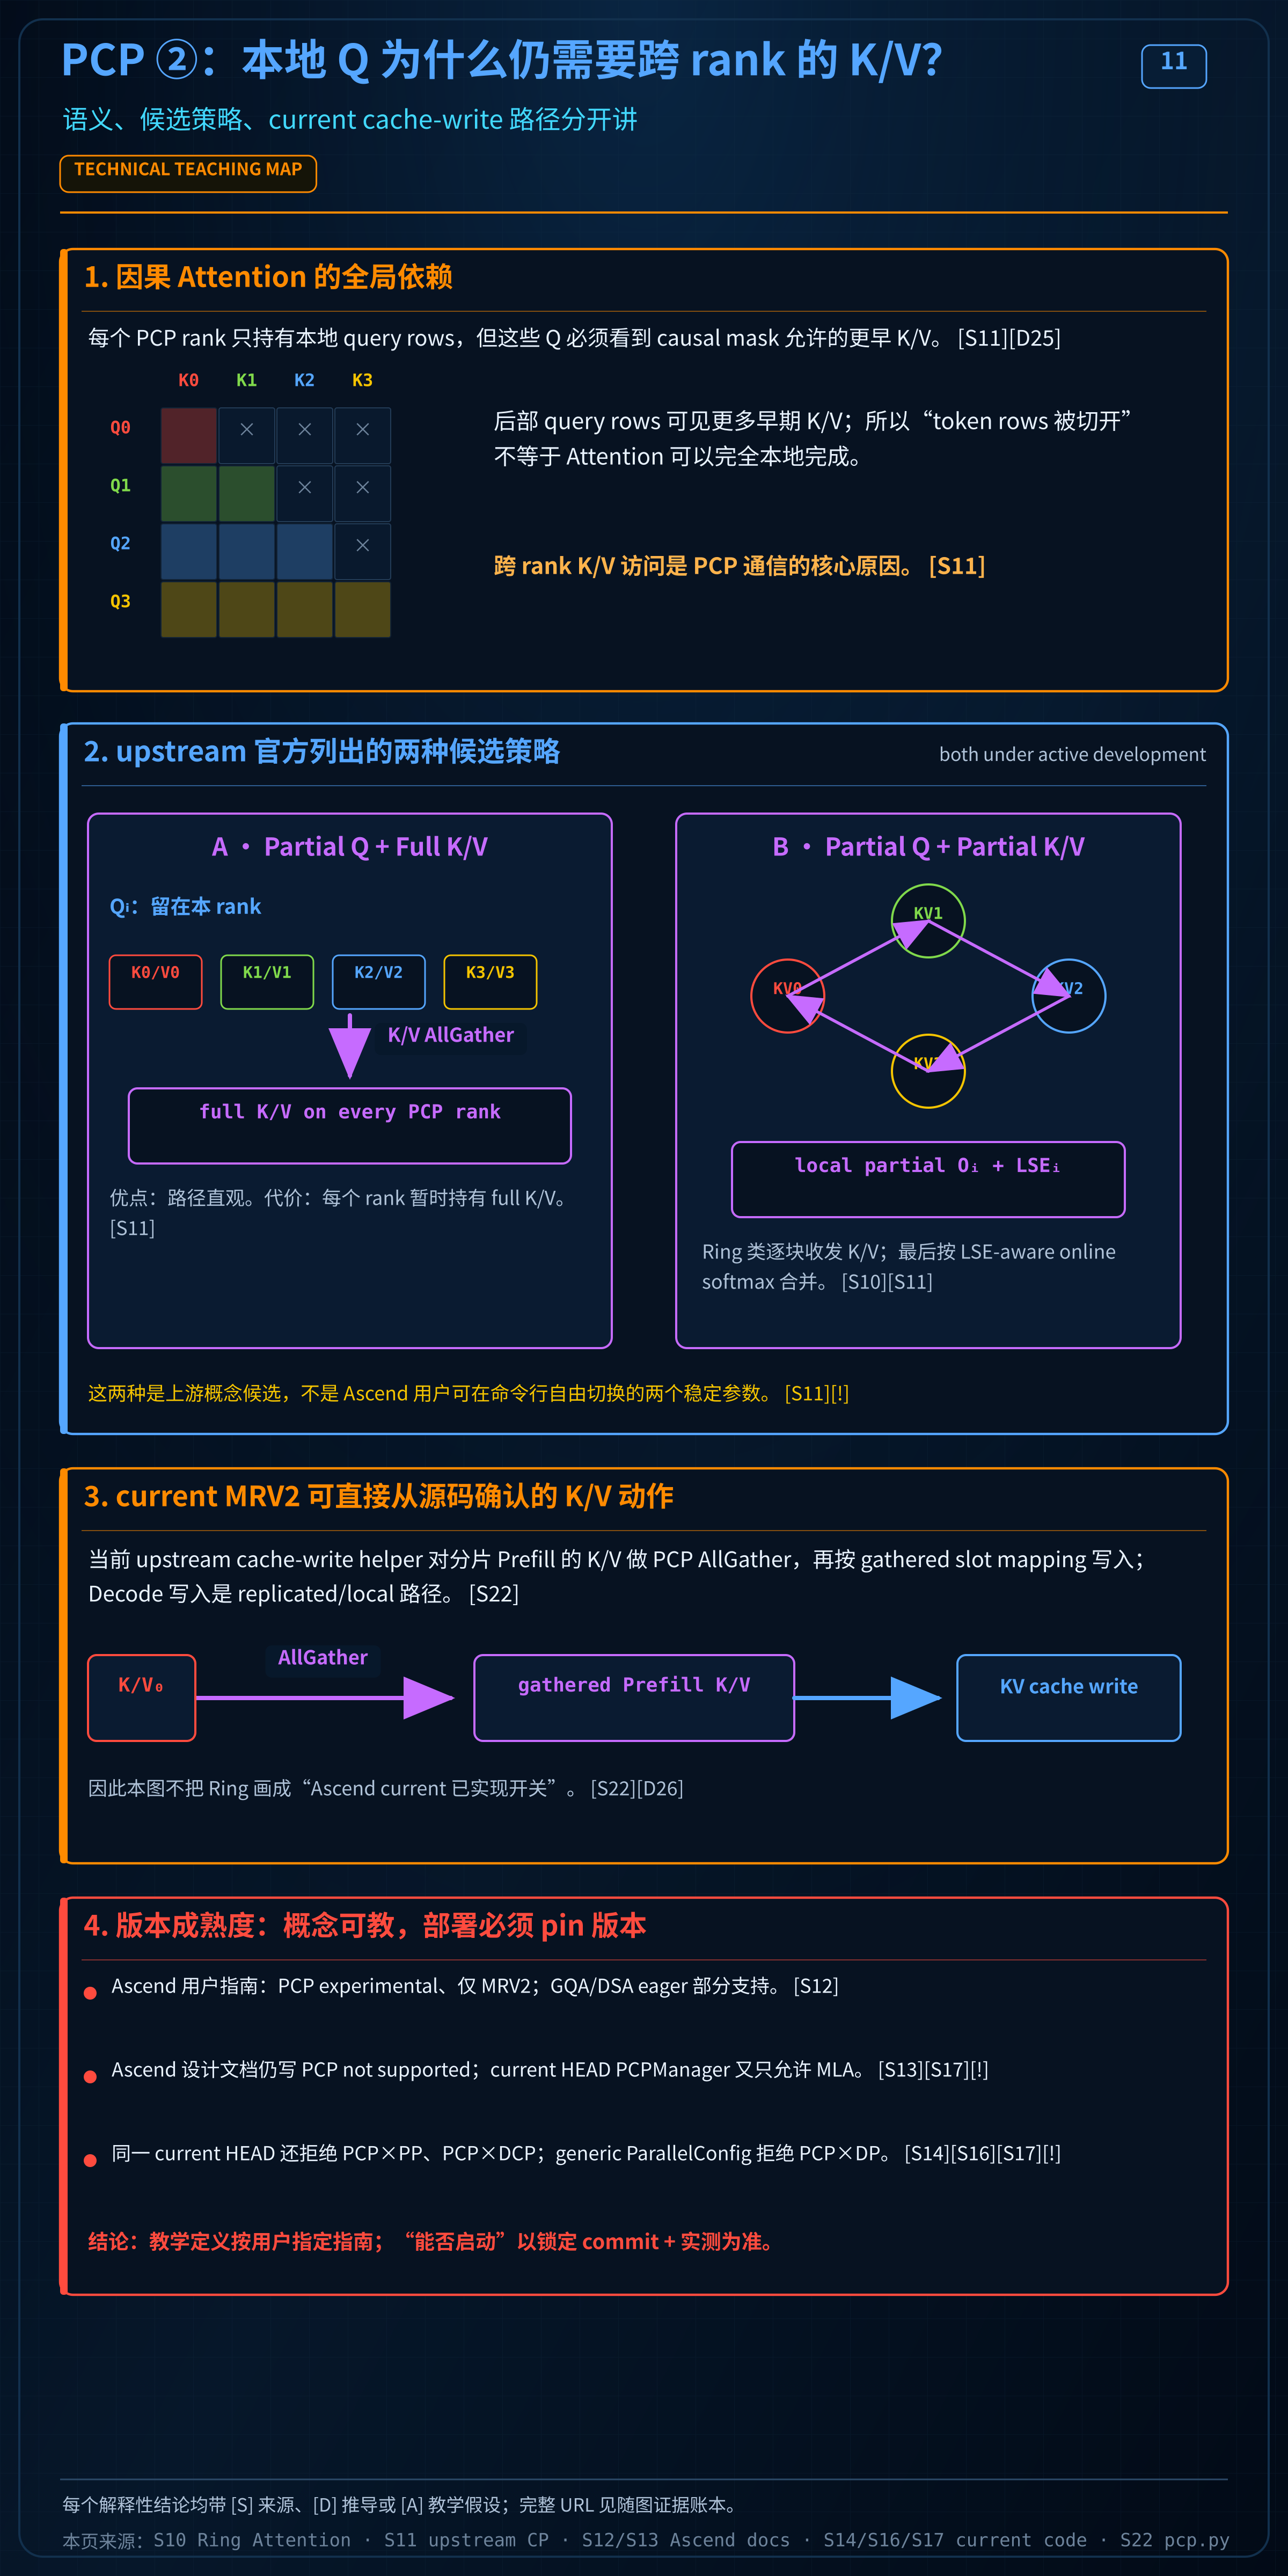 PCP ②：本地 Q 为什么仍需要跨 rank 的 K/V？
11
语义、候选策略、current cache-write 路径分开讲
TECHNICAL TEACHING MAP
1. 因果 Attention 的全局依赖
每个 PCP rank 只持有本地 query rows，但这些 Q 必须看到 causal mask 允许的更早 K/V。 [S11][D25]
K0 K1 K2 K3
Q0 × × ×
Q1 × ×
Q2 ×
Q3
后部 query rows 可见更多早期 K/V；所以“token rows 被切开”
不等于 Attention 可以完全本地完成。
跨 rank K/V 访问是 PCP 通信的核心原因。 [S11]
2. upstream 官方列出的两种候选策略
both under active development
A · Partial Q + Full K/V
Qᵢ：留在本 rank
K0/V0 K1/V1 K2/V2 K3/V3
K/V AllGather
full K/V on every PCP rank
优点：路径直观。代价：每个 rank 暂时持有 full K/V。
[S11]
B · Partial Q + Partial K/V
KV1
KV0
local partial Oᵢ + LSEᵢ
Ring 类逐块收发 K/V；最后按 LSE-aware online
softmax 合并。 [S10][S11]
这两种是上游概念候选，不是 Ascend 用户可在命令行自由切换的两个稳定参数。 [S11][!]
3. current MRV2 可直接从源码确认的 K/V 动作
当前 upstream cache-write helper 对分片 Prefill 的 K/V 做 PCP AllGather，再按 gathered slot mapping 写入；
Decode 写入是 replicated/local 路径。 [S22]
K/V₀
AllGather
gathered Prefill K/V
KV cache write
因此本图不把 Ring 画成“Ascend current 已实现开关”。 [S22][D26]
4. 版本成熟度：概念可教，部署必须 pin 版本
Ascend 用户指南：PCP experimental、仅 MRV2；GQA/DSA eager 部分支持。 [S12]
Ascend 设计文档仍写 PCP not supported；current HEAD PCPManager 又只允许 MLA。 [S13][S17][!]
同一 current HEAD 还拒绝 PCP×PP、PCP×DCP；generic ParallelConfig 拒绝 PCP×DP。 [S14][S16][S17][!]
结论：教学定义按用户指定指南；“能否启动”以锁定 commit + 实测为准。
每个解释性结论均带 [S] 来源、[D] 推导或 [A] 教学假设；完整 URL 见随图证据账本。
本页来源：S10 Ring Attention · S11 upstream CP · S12/S13 Ascend docs · S14/S16/S17 current code · S22 pcp.py